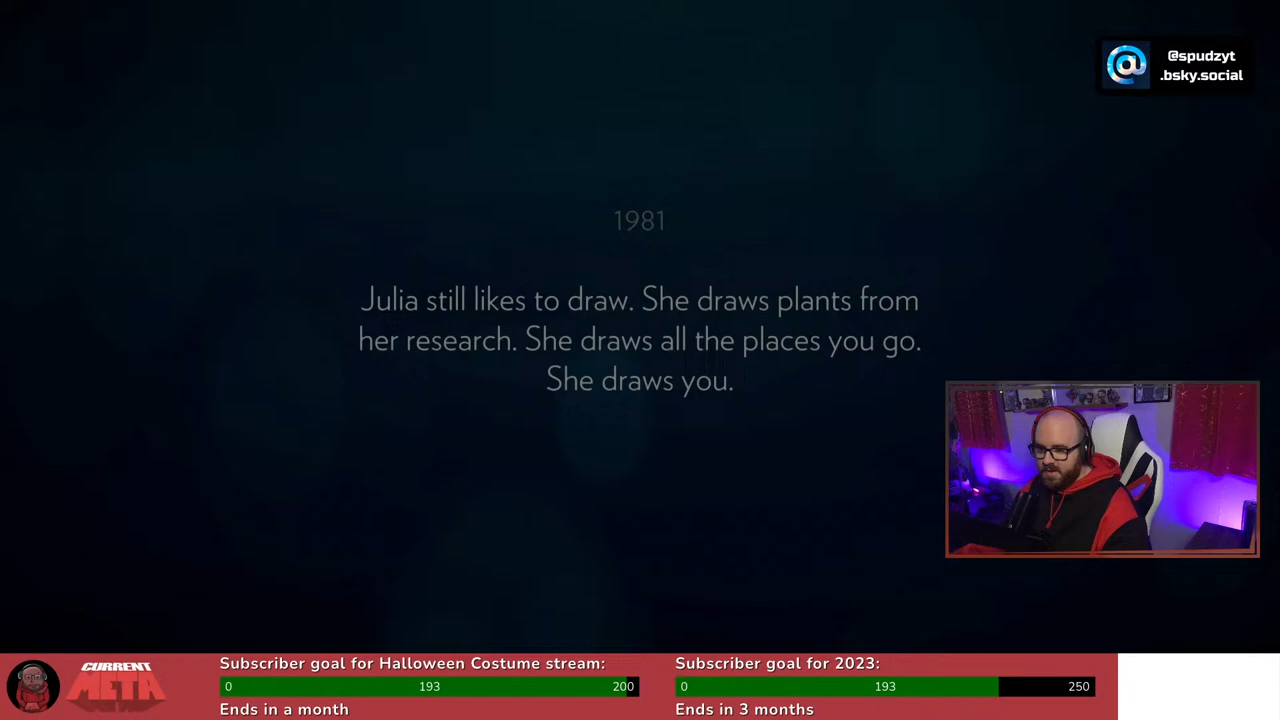 @spudzyt
.bsky.social
1981
Julia still likes to draw. She draws plants from
her research. She draws all the places you go.
She draws you.
CURRENT
META
Subscriber goal for Halloween Costume stream:
0 193 200
Ends in a month
Subscriber goal for 2023:
0 193 250
Ends in 3 months